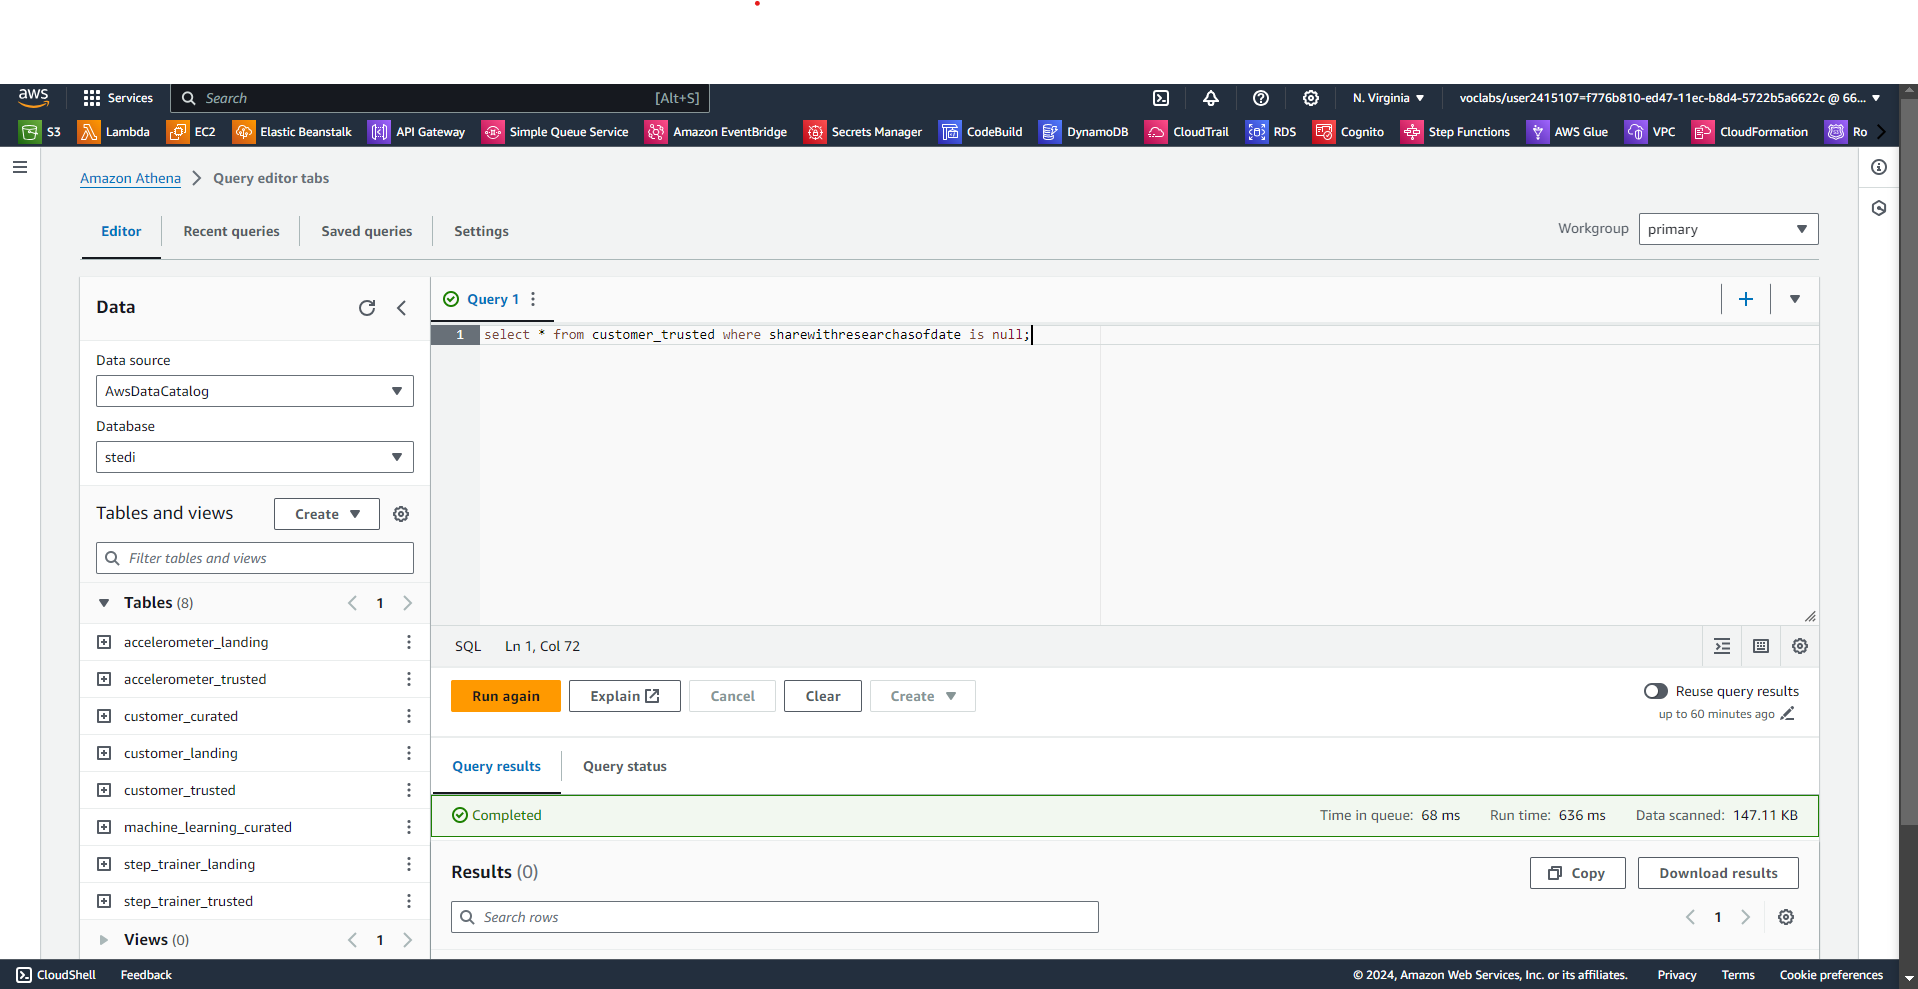 aws Services Search [Alt+S] N. Virginia voclabs/user2415107=f776b810-ed47-11ec-b8d4-5722b5a6622c @ 66...
S3 Lambda EC2 Elastic Beanstalk API Gateway Simple Queue Service Amazon EventBridge Secrets Manager CodeBuild DynamoDB CloudTrail RDS Cognito Step Functions AWS Glue VPC CloudFormation Ro
Amazon Athena Query editor tabs
Editor Recent queries Saved queries Settings
Workgroup primary
Data
Data source
AwsDataCatalog
Database
stedi
Tables and views Create
Filter tables and views
Tables (8) 1
accelerometer_landing
accelerometer_trusted
customer_curated
customer_landing
customer_trusted
machine_learning_curated
step_trainer_landing
step_trainer_trusted
Views (0) 1
Query 1
1 select * from customer_trusted where sharewithresearchasofdate is null;
SQL Ln 1, Col 72
Run again Explain Cancel Clear Create
Reuse query results
up to 60 minutes ago
Query results Query status
Completed Time in queue: 68 ms Run time: 636 ms Data scanned: 147.11 KB
Results (0) Copy Download results
Search rows 1
CloudShell Feedback © 2024, Amazon Web Services, Inc. or its affiliates. Privacy Terms Cookie preferences